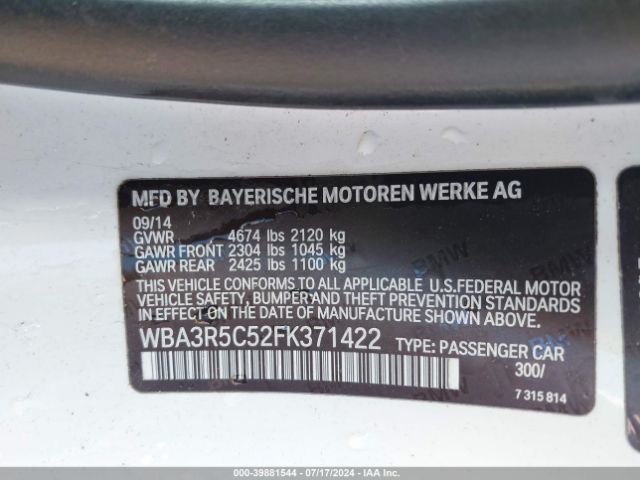 MFD BY BAYERISCHE MOTOREN WERKE AG
09/14
GVWR 4674 lbs 2120 kg
GAWR FRONT 2304 lbs 1045 kg
GAWR REAR 2425 lbs 1100 kg
THIS VEHICLE CONFORMS TO ALL APPLICABLE U.S.FEDERAL MOTOR
VEHICLE SAFETY, BUMPER AND THEFT PREVENTION STANDARDS
IN EFFECT ON THE DATE OF MANUFACTURE SHOWN ABOVE.
WBA3R5C52FK371422 TYPE: PASSENGER CAR
300/
7 315 814
000-39881544 / 07/17/2024 - IAA Inc.